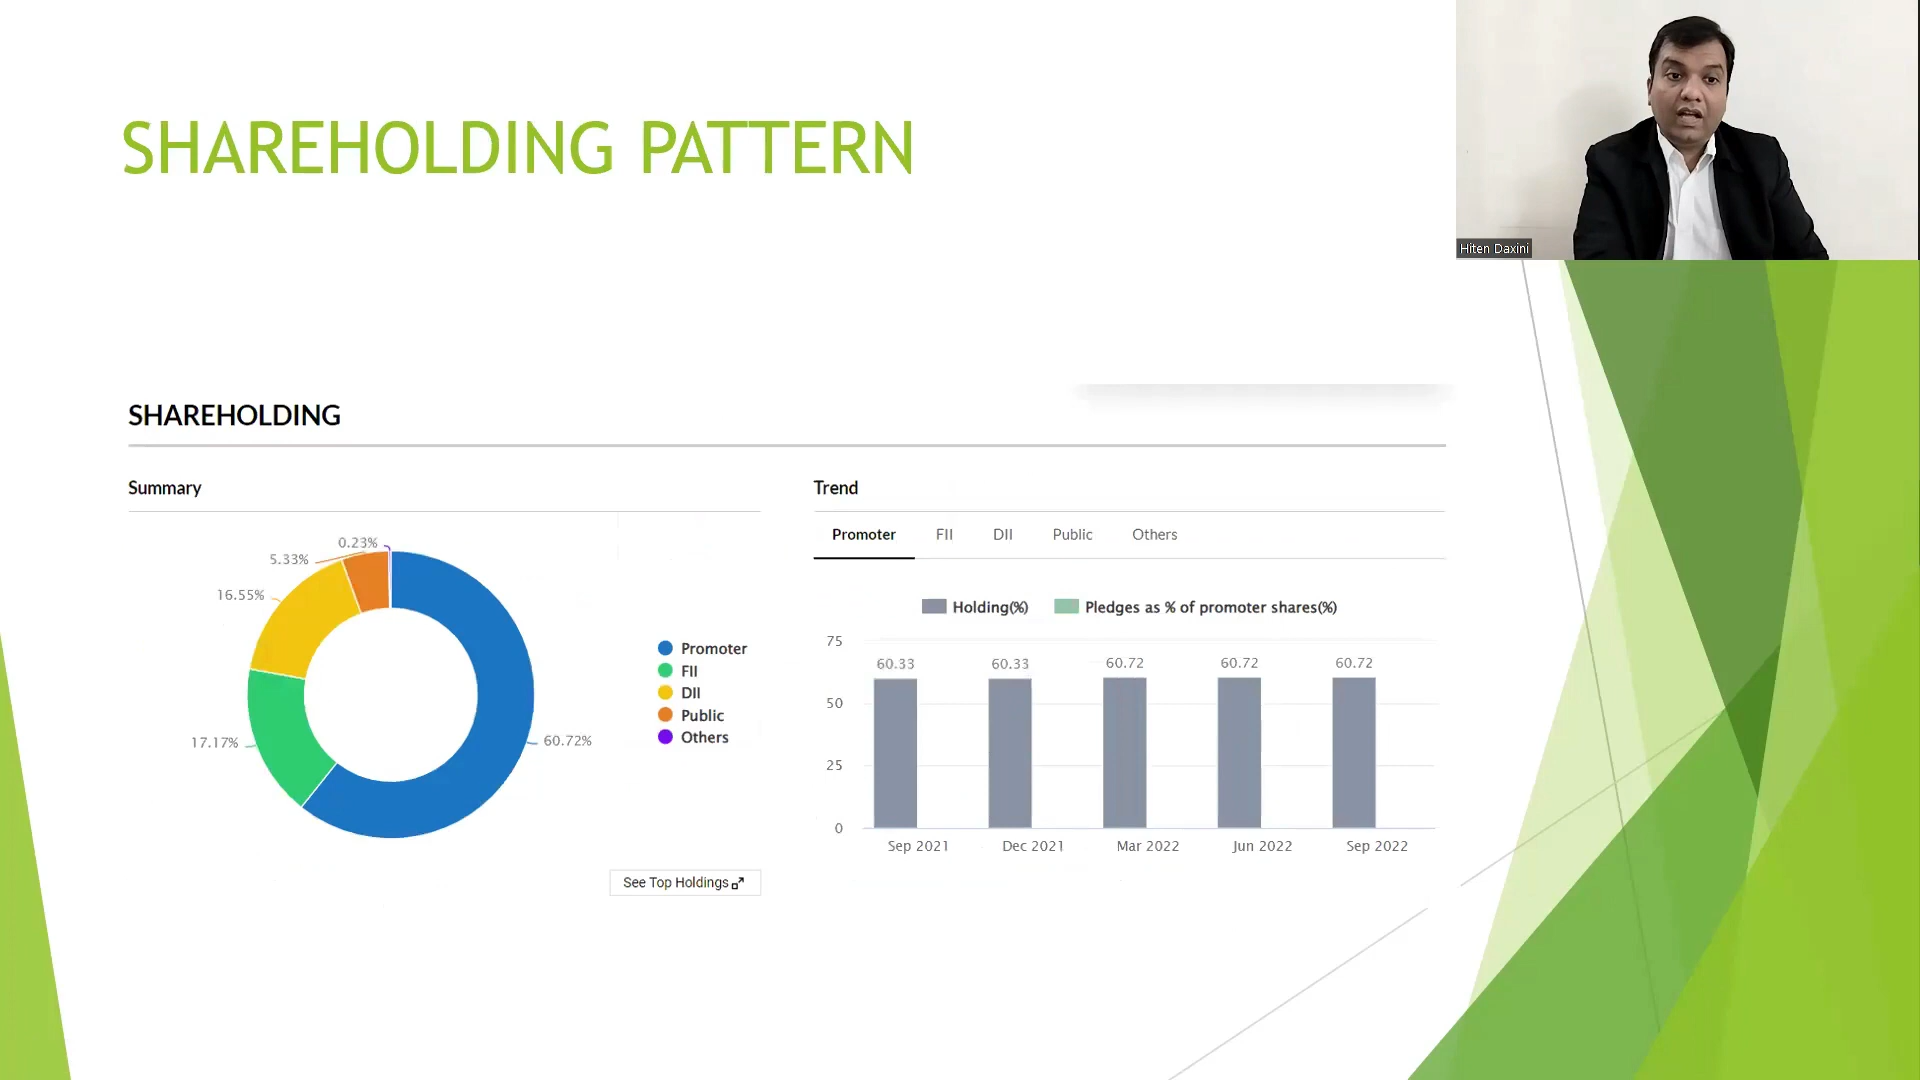 SHAREHOLDING PATTERN
Hiten Daxini
SHAREHOLDING
Summary
0.23%
5.33%
16.55%
17.17%
60.72%
Promoter
FII
DII
Public
Others
See Top Holdings
Trend
Promoter FII DII Public Others
Holding(%) Pledges as % of promoter shares(%)
75
50
25
0
60.33 60.33 60.72 60.72 60.72
Sep 2021 Dec 2021 Mar 2022 Jun 2022 Sep 2022